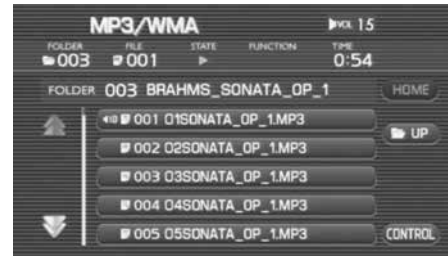 MP3/WMA VOL 15
FOLDER FILE STATE FUNCTION TIME
003 001 0:54
FOLDER 003 BRAHMS_SONATA_OP_1 HOME
001 01SONATA_OP_1.MP3
UP
002 02SONATA_OP_1.MP3
003 03SONATA_OP_1.MP3
004 04SONATA_OP_1.MP3
005 05SONATA_OP_1.MP3 CONTROL